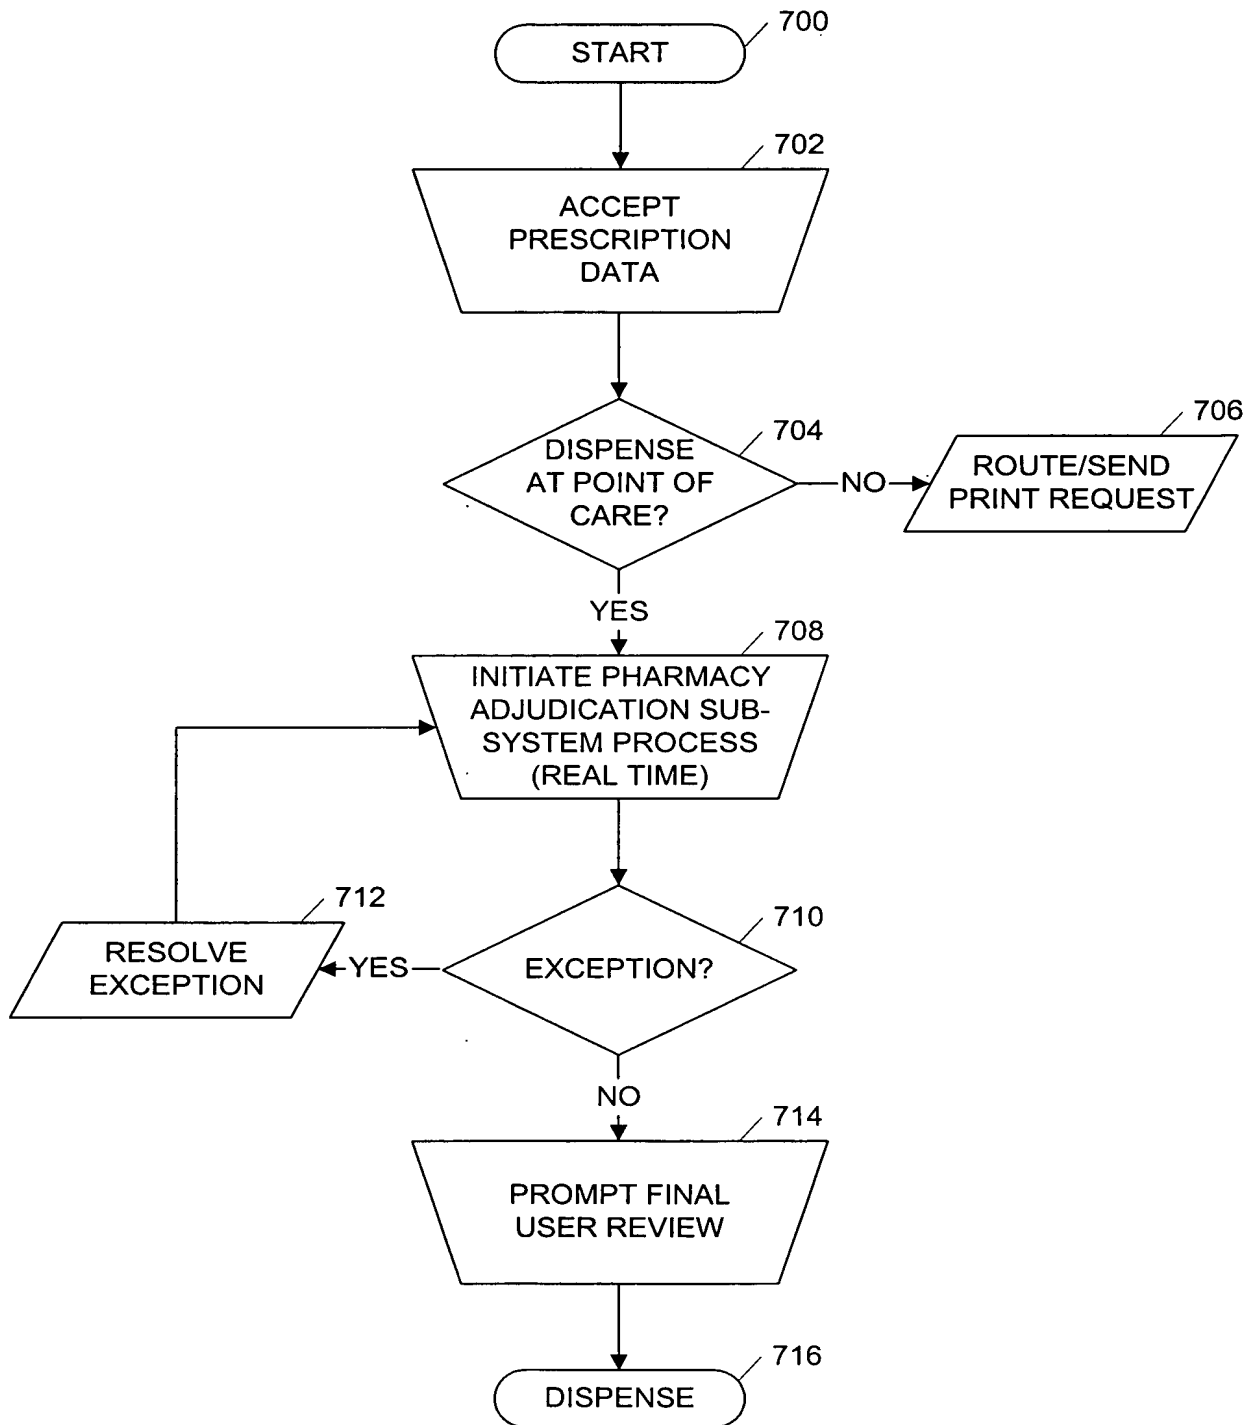 700
START
702
ACCEPT
PRESCRIPTION
DATA
704
DISPENSE
AT POINT OF
CARE?
NO
706
ROUTE/SEND
PRINT REQUEST
YES
708
INITIATE PHARMACY
ADJUDICATION SUB-
SYSTEM PROCESS
(REAL TIME)
710
EXCEPTION?
YES
712
RESOLVE
EXCEPTION
NO
714
PROMPT FINAL
USER REVIEW
716
DISPENSE